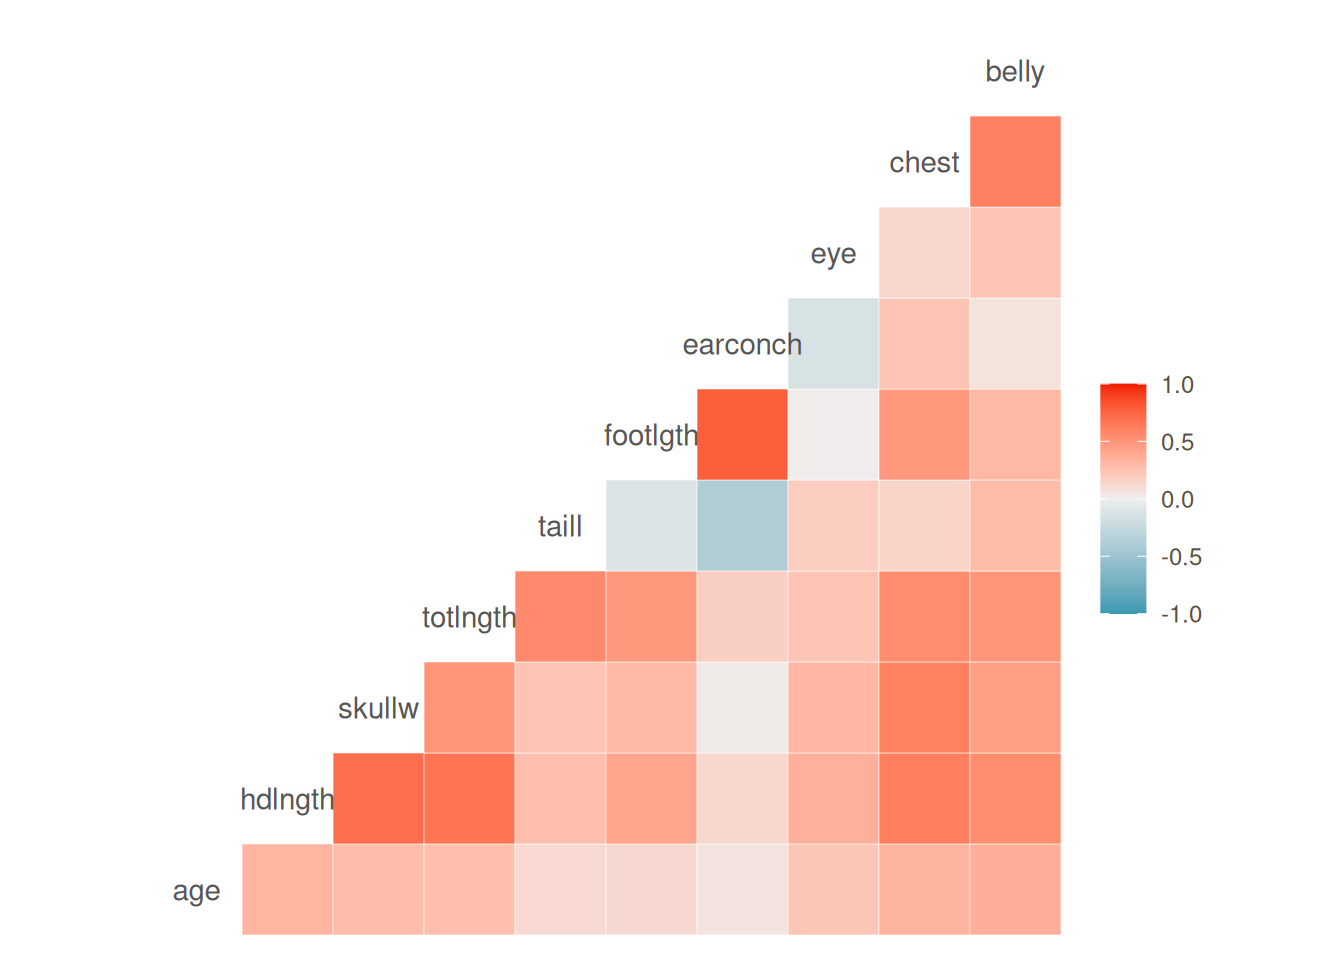 belly
chest
eye
earconch
footlgth
taill
totlngth
skullw
hdlngth
age
1.0
0.5
0.0
-0.5
-1.0